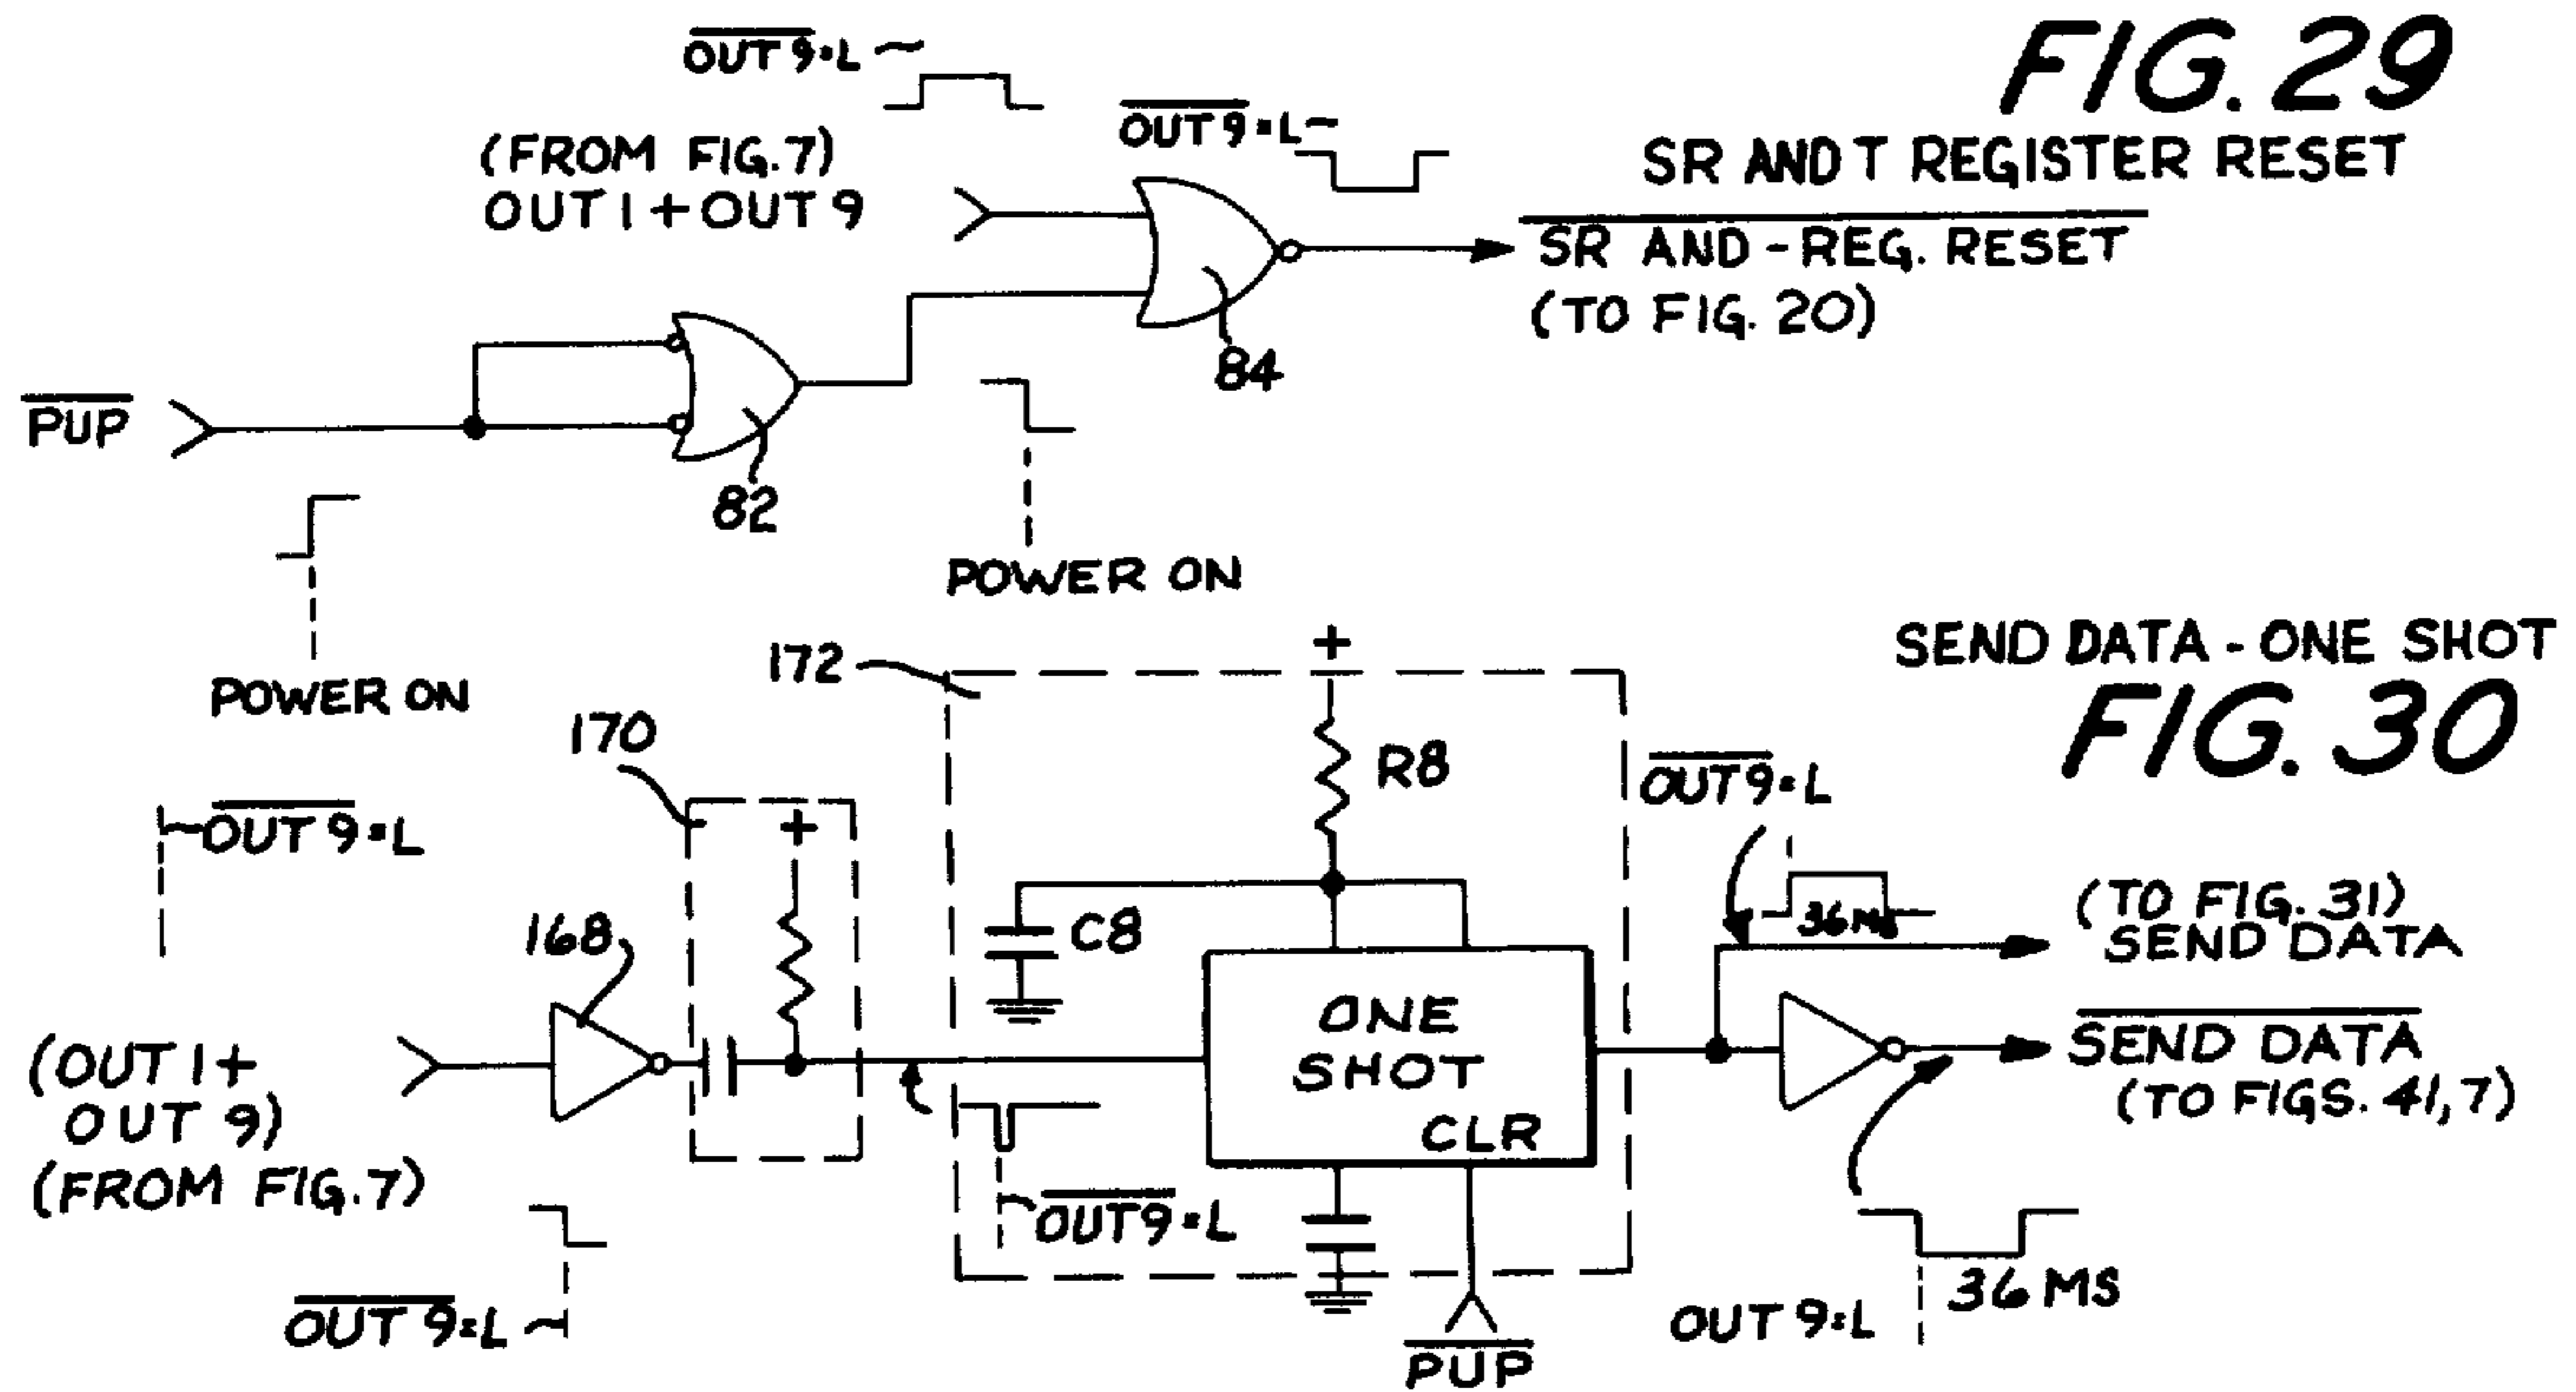 FIG. 29
SR AND T REGISTER RESET
OUT 9=L
(FROM FIG. 7)
OUT 1 + OUT 9
OUT 9=L
SR AND - REG. RESET
(TO FIG. 20)
84
PUP
82
POWER ON
POWER ON
SEND DATA - ONE SHOT
FIG. 30
172
+
170
R8
OUT 9=L
OUT 9=L
+
36 MS
(TO FIG. 31)
SEND DATA
168
C8
ONE
SHOT
CLR
(OUT 1 +
OUT 9)
(FROM FIG. 7)
SEND DATA
(TO FIGS. 41, 7)
OUT 9=L
OUT 9=L
36 MS
OUT 9=L
PUP